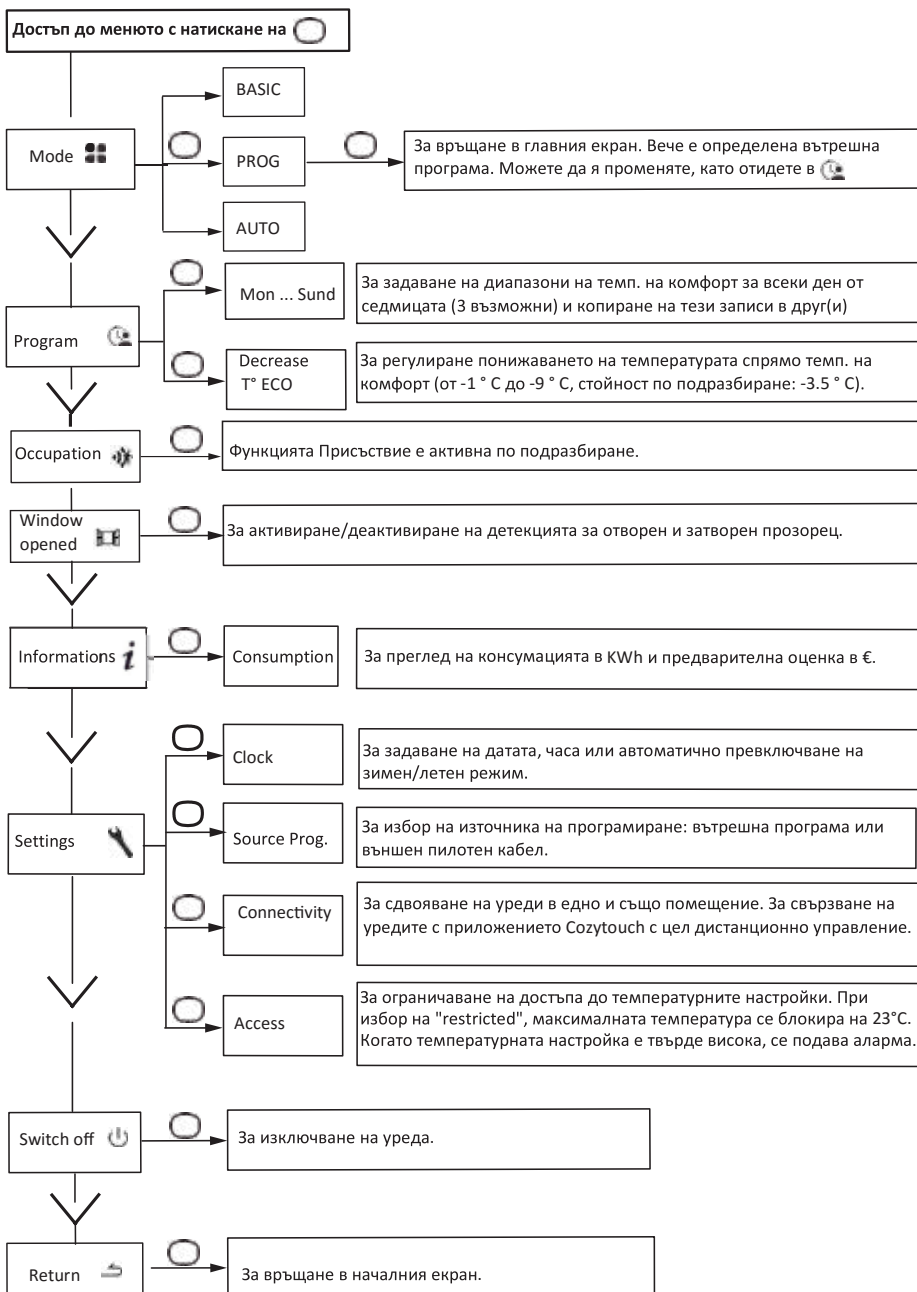 Достъп до менюто с натискане на
BASIC
Mode
PROG
За връщане в главния екран. Вече е определена вътрешна
програма. Можете да я променяте, като отидете в
AUTO
Program
Mon ... Sund
За задаване на диапазони на темп. на комфорт за всеки ден от
седмицата (3 възможни) и копиране на тези записи в друг(и)
Decrease
T° ECO
За регулиране понижаването на температурата спрямо темп. на
комфорт (от -1 ° C до -9 ° C, стойност по подразбиране: -3.5 ° C).
Occupation
Функцията Присъствие е активна по подразбиране.
Window
opened
За активиране/деактивиране на детекцията за отворен и затворен прозорец.
Informations i
Consumption
За преглед на консумацията в KWh и предварителна оценка в €.
Settings
Clock
За задаване на датата, часа или автоматично превключване на
зимен/летен режим.
Source Prog.
За избор на източника на програмиране: вътрешна програма или
външен пилотен кабел.
Connectivity
За сдвояване на уреди в едно и също помещение. За свързване на
уредите с приложението Cozytouch с цел дистанционно управление.
Access
За ограничаване на достъпа до температурните настройки. При
избор на "restricted", максималната температура се блокира на 23°C.
Когато температурната настройка е твърде висока, се подава аларма.
Switch off
За изключване на уреда.
Return
За връщане в началния екран.